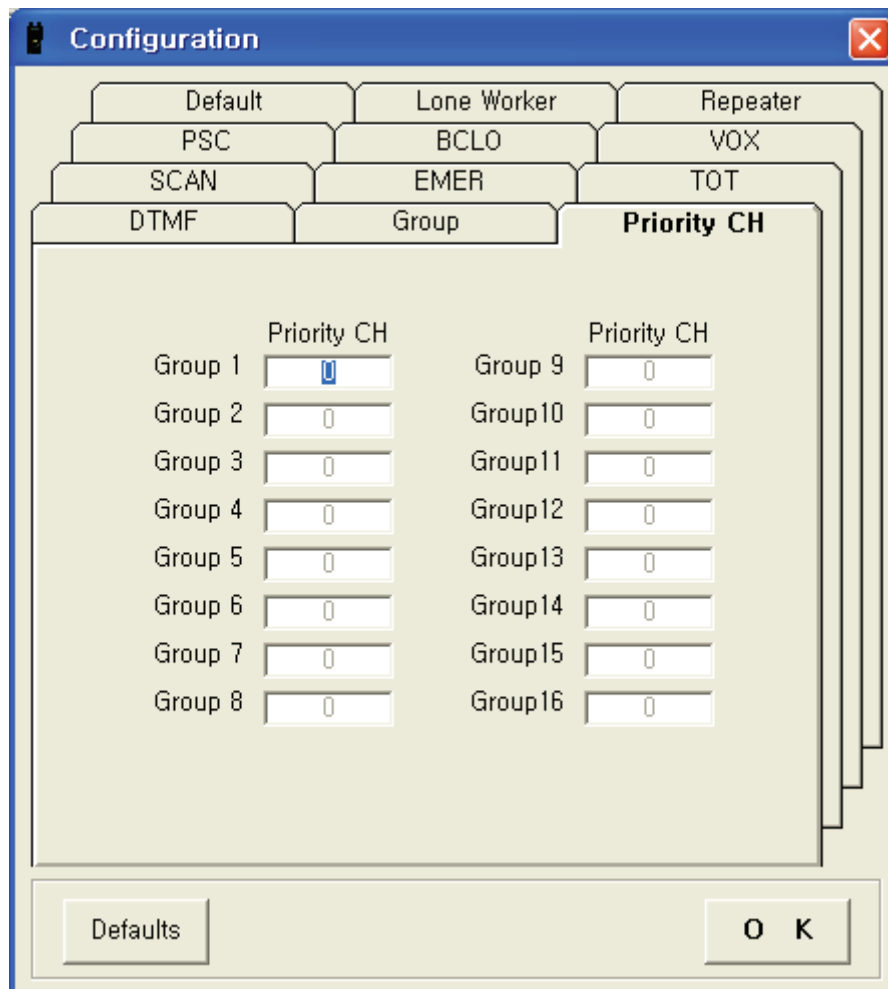 Configuration
Default Lone Worker Repeater
PSC BCLO VOX
SCAN EMER TOT
DTMF Group Priority CH
Priority CH Priority CH
Group 1 0 Group 9 0
Group 2 0 Group10 0
Group 3 0 Group11 0
Group 4 0 Group12 0
Group 5 0 Group13 0
Group 6 0 Group14 0
Group 7 0 Group15 0
Group 8 0 Group16 0
Defaults O K